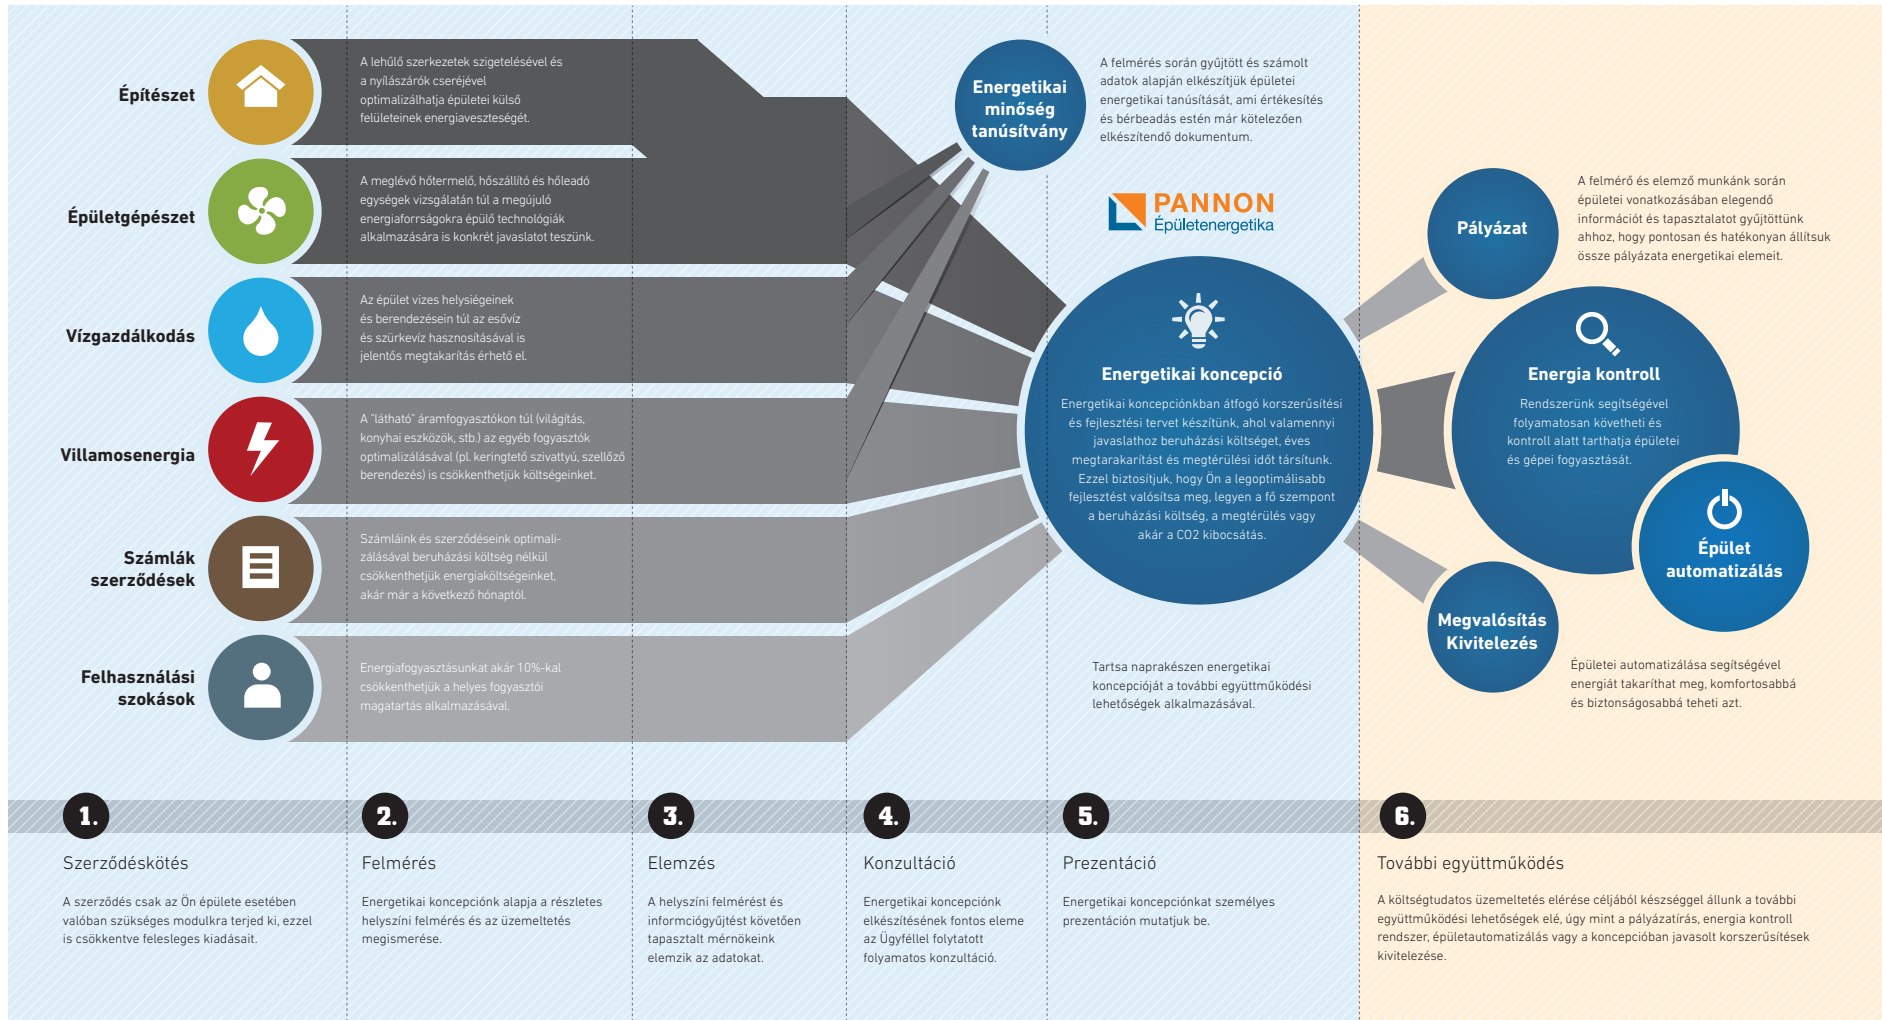 Építészet
A lehűlő szerkezetek szigetelésével és
a nyílászárók cseréjével
optimalizálhatja épületei külső
felületeinek energiaveszteségét.
Épületgépészet
A meglévő hőtermelő, hőszállító és hőleadó
egységek vizsgálatán túl a megújuló
energiaforrságokra épülő technológiák
alkalmazására is konkrét javaslatot teszünk.
Vízgazdálkodás
Az épület vizes helysiégeinek
és berendezésein túl az esővíz
és szürkevíz hasznosításával is
jelentős megtakarítás érhető el.
Villamosenergia
A "látható" áramfogyasztókon túl (világítás,
konyhai eszközök, stb.) az egyéb fogyasztók
optimalizálásával (pl. keringtető szivattyú, szellőző
berendezés) is csökkenthetjük költségeinket.
Számlák
szerződések
Számláink és szerződéseink optimali-
zálásával beruházási költség nélkül
csökkenthetjük energiaköltségeinket,
akár már a következő hónaptól.
Felhasználási
szokások
Energiafogyasztásunkat akár 10%-kal
csökkenthetjük a helyes fogyasztói
magatartás alkalmazásával.
Energetikai
minőség
tanúsítvány
A felmérés során gyűjtött és számolt
adatok alapján elkészítjük épületei
energetikai tanúsítását, ami értékesítés
és bérbeadás estén már kötelezően
elkészítendő dokumentum.
PANNON
Épületenergetika
Energetikai koncepció
Energetikai koncepciónkban átfogó korszerűsítési
és fejlesztési tervet készítünk, ahol valamennyi
javaslathoz beruházási költséget, éves
megtarakarítást és megtérülési időt társítunk.
Ezzel biztosítjuk, hogy Ön a legoptimálisabb
fejlesztést valósítsa meg, legyen a fő szempont
a beruházási költség, a megtérülés vagy
akár a CO2 kibocsátás.
Tartsa naprakészen energetikai
koncepcióját a további együttműködési
lehetőségek alkalmazásával.
Pályázat
A felmérő és elemző munkánk során
épületei vonatkozásában elegendő
információt és tapasztalatot gyűjtöttünk
ahhoz, hogy pontosan és hatékonyan állítsuk
össze pályázata energetikai elemeit.
Energia kontroll
Rendszerünk segítségével
folyamatosan követheti és
kontroll alatt tarthatja épületei
és gépei fogyasztását.
Épület
automatizálás
Megvalósítás
Kivitelezés
Épületei automatizálása segítségével
energiát takaríthat meg, komfortosabbá
és biztonságosabbá teheti azt.
1.
Szerződéskötés
A szerződés csak az Ön épülete esetében
valóban szükséges modulkra terjed ki, ezzel
is csökkentve felesleges kiadásait.
2.
Felmérés
Energetikai koncepciónk alapja a részletes
helyszíni felmérés és az üzemeltetés
megismerése.
3.
Elemzés
A helyszíni felmérést és
informciógyűjtést követően
tapasztalt mérnökeink
elemzik az adatokat.
4.
Konzultáció
Energetikai koncepciónk
elkészítésének fontos eleme
az Ügyféllel folytatott
folyamatos konzultáció.
5.
Prezentáció
Energetikai koncepciónkat személyes
prezentáción mutatjuk be.
6.
További együttműködés
A költségtudatos üzemeltetés elérése céljából készséggel állunk a további
együttműködési lehetőségek elé, úgy mint a pályázatírás, energia kontroll
rendszer, épületautomatizálás vagy a koncepcióban javasolt korszerűsítések
kivitelezése.